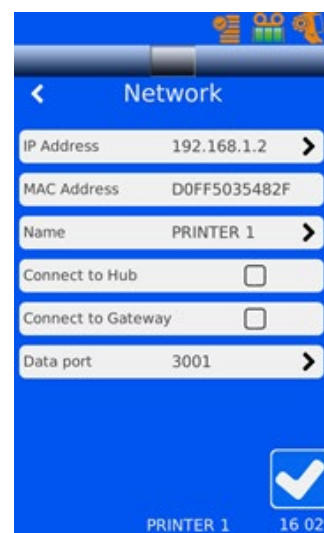 Network
IP Address 192.168.1.2
MAC Address D0FF5035482F
Name PRINTER 1
Connect to Hub
Connect to Gateway
Data port 3001
PRINTER 1 16 02